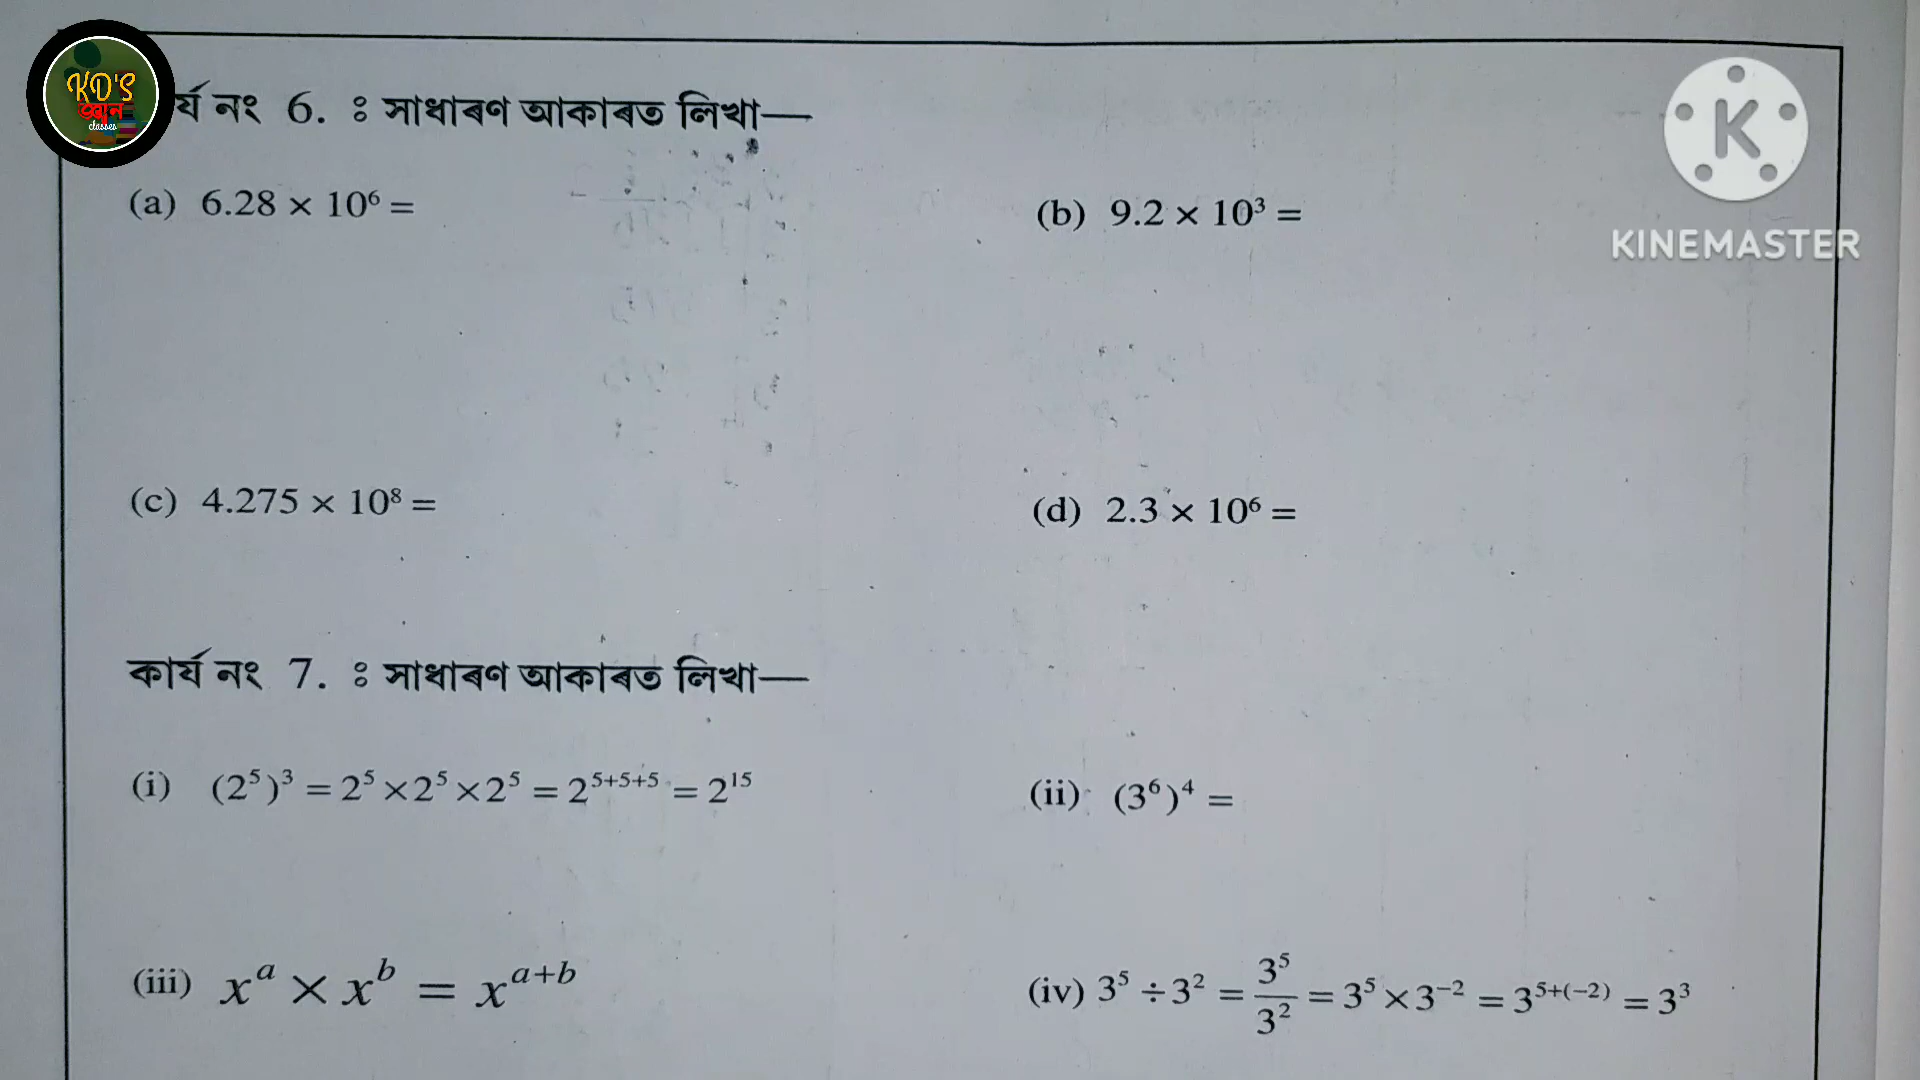 KD'S
জ্ঞান
classes
ৰ্য নং 6. ঃ সাধাৰণ আকাৰত লিখা—
(a) 6.28 × 10⁶ =
(b) 9.2 × 10³ =
K
KINEMASTER
(c) 4.275 × 10⁸ =
(d) 2.3 × 10⁶ =
কাৰ্য নং 7. ঃ সাধাৰণ আকাৰত লিখা—
(i) (2⁵)³ = 2⁵ × 2⁵ × 2⁵ = 2⁵⁺⁵⁺⁵ = 2¹⁵
(ii) (3⁶)⁴ =
(iii) xᵃ × xᵇ = xᵃ⁺ᵇ
(iv) 3⁵ ÷ 3² = 3⁵/3² = 3⁵ × 3⁻² = 3⁵⁺⁽⁻²⁾ = 3³